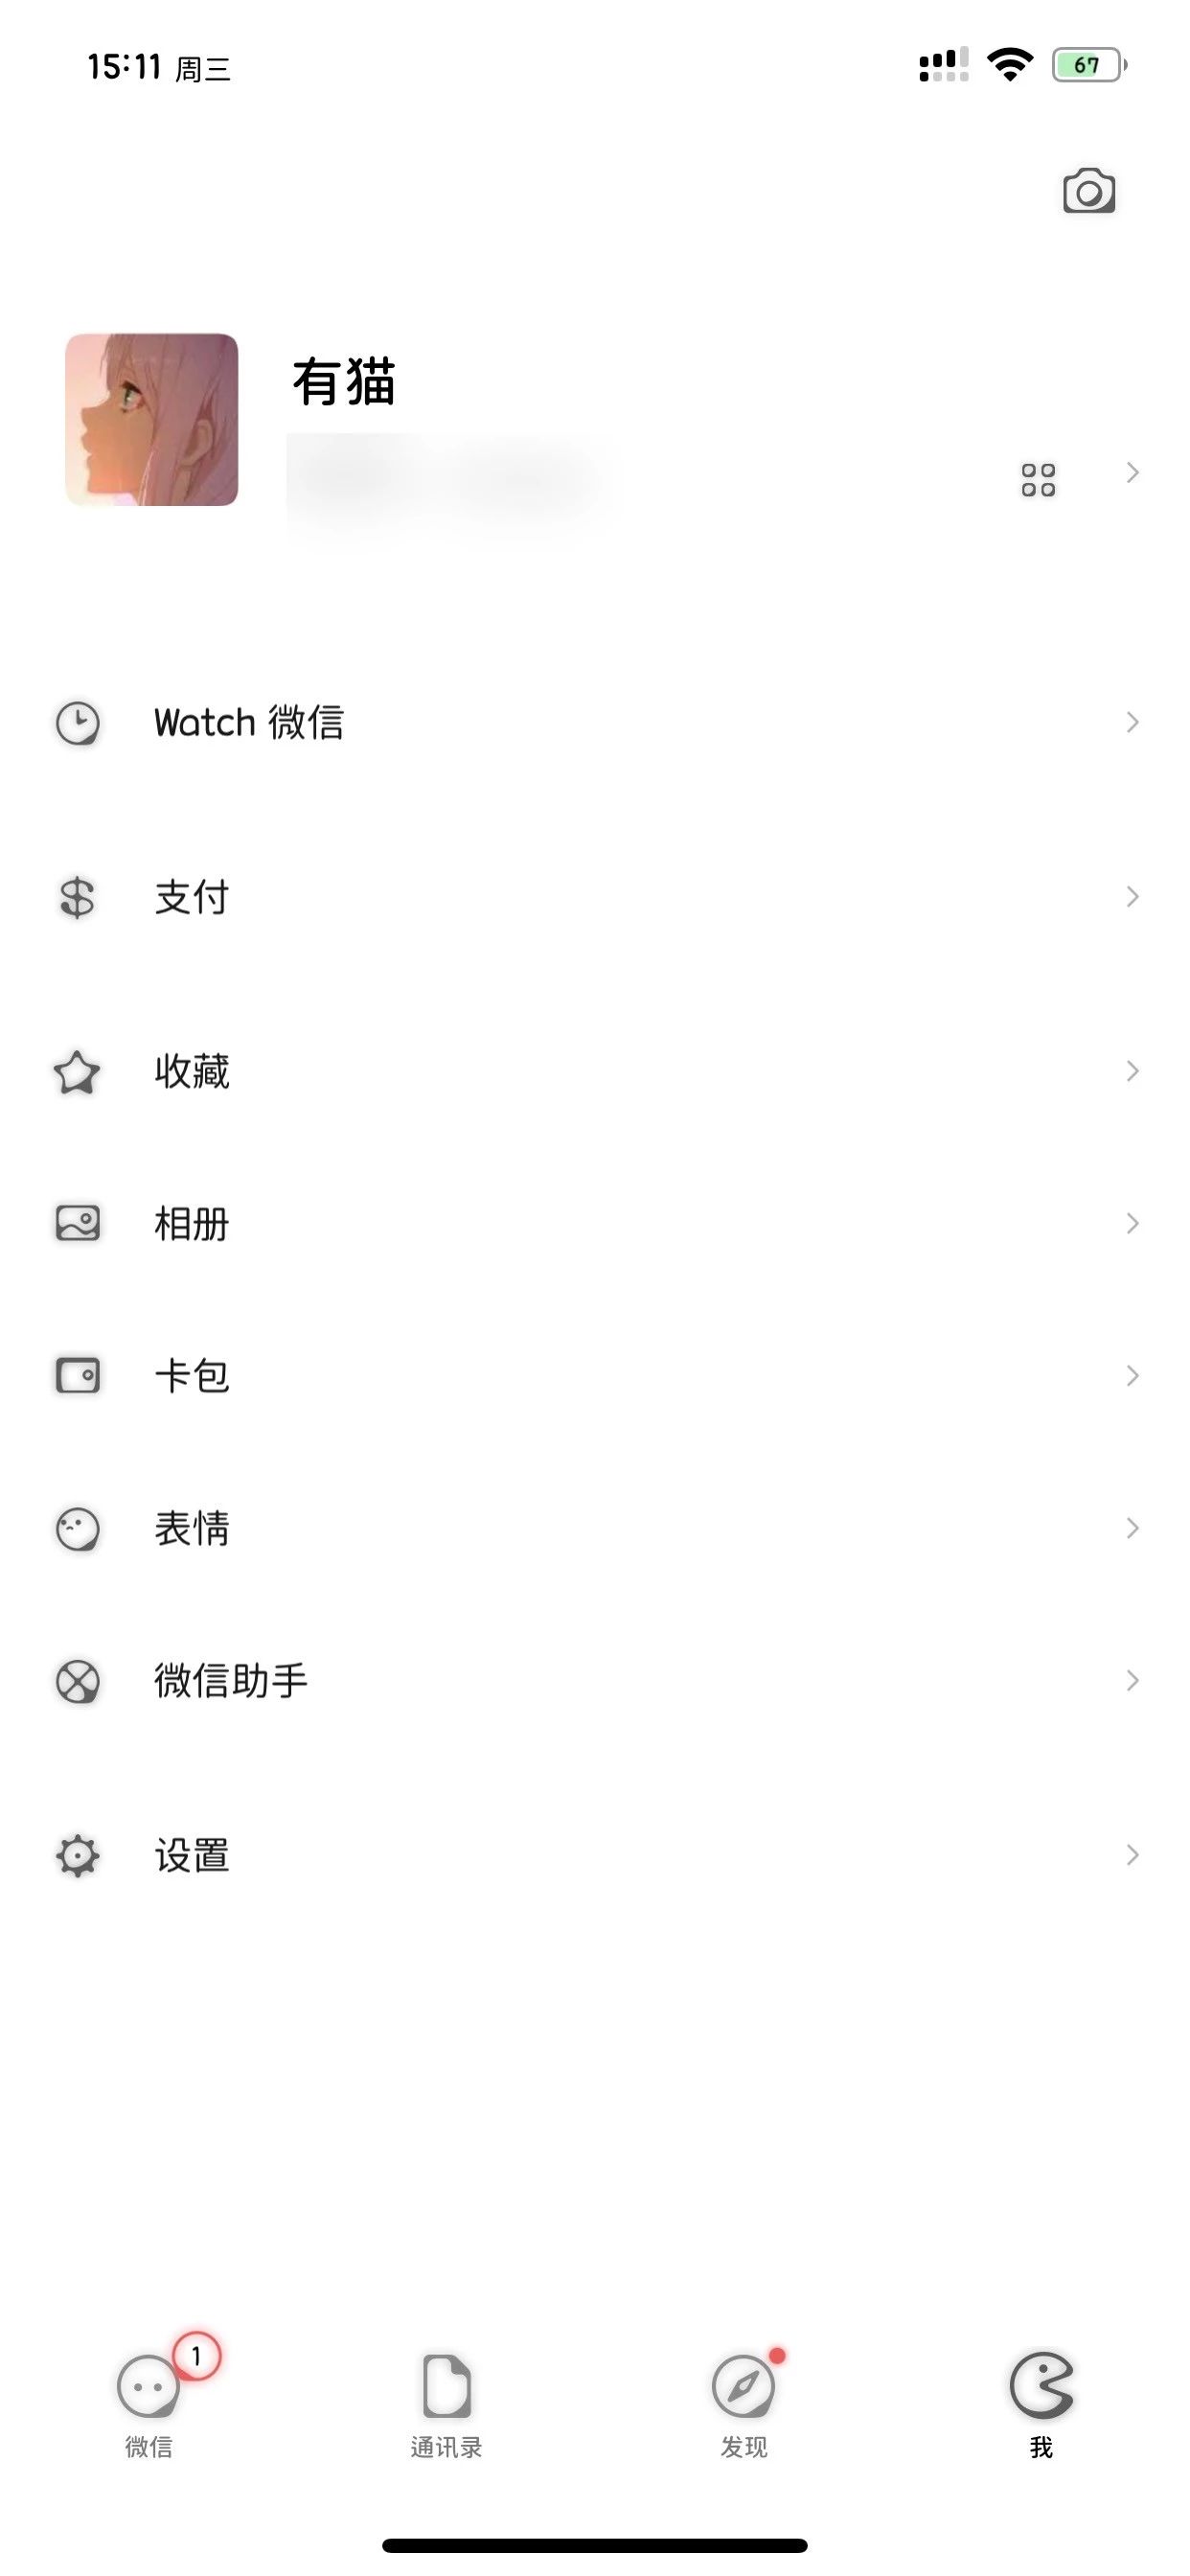 15:11 周三
67
有猫
Watch 微信
支付
收藏
相册
卡包
表情
微信助手
设置
1
微信
通讯录
发现
我